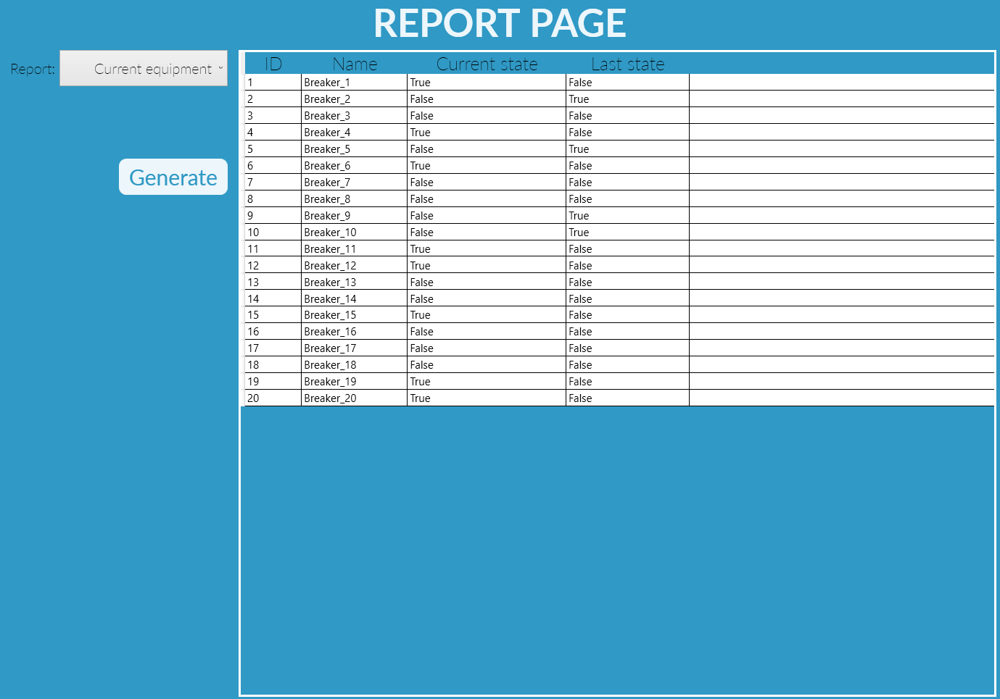 REPORT PAGE
Report: Current equipment
Generate
ID Name Current state Last state
1 Breaker_1 True False
2 Breaker_2 False True
3 Breaker_3 False False
4 Breaker_4 True False
5 Breaker_5 False True
6 Breaker_6 True False
7 Breaker_7 False False
8 Breaker_8 False False
9 Breaker_9 False True
10 Breaker_10 False True
11 Breaker_11 True False
12 Breaker_12 True False
13 Breaker_13 False False
14 Breaker_14 False False
15 Breaker_15 True False
16 Breaker_16 False False
17 Breaker_17 False False
18 Breaker_18 False False
19 Breaker_19 True False
20 Breaker_20 True False